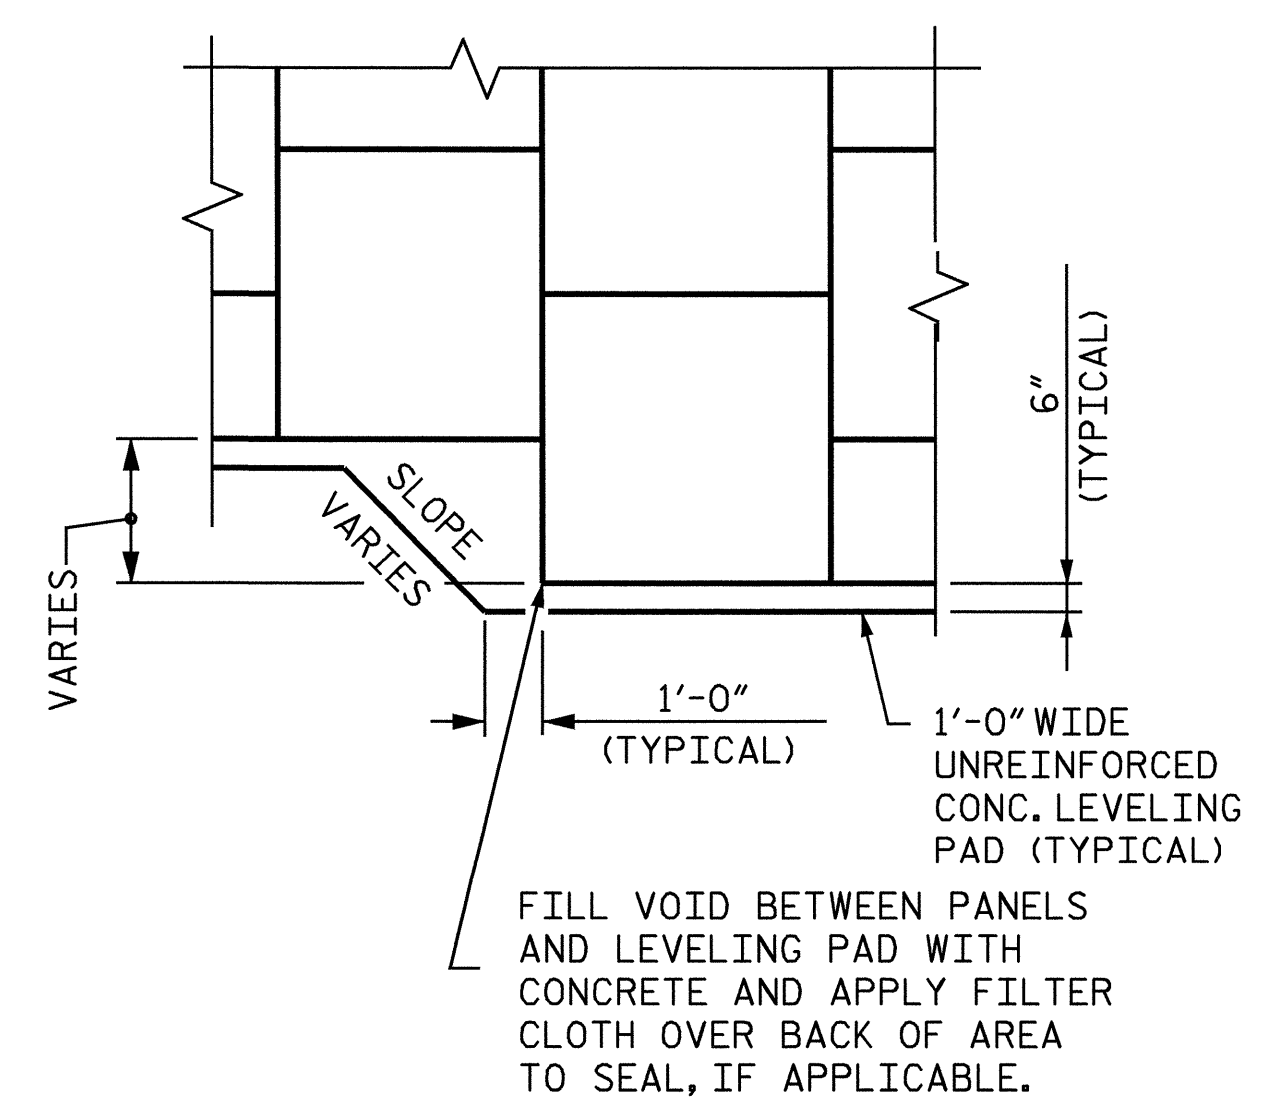 6"
(TYPICAL)
SLOPE
VARIES
VARIES
1'-0"
(TYPICAL)
1'-0" WIDE
UNREINFORCED
CONC. LEVELING
PAD (TYPICAL)
FILL VOID BETWEEN PANELS
AND LEVELING PAD WITH
CONCRETE AND APPLY FILTER
CLOTH OVER BACK OF AREA
TO SEAL, IF APPLICABLE.